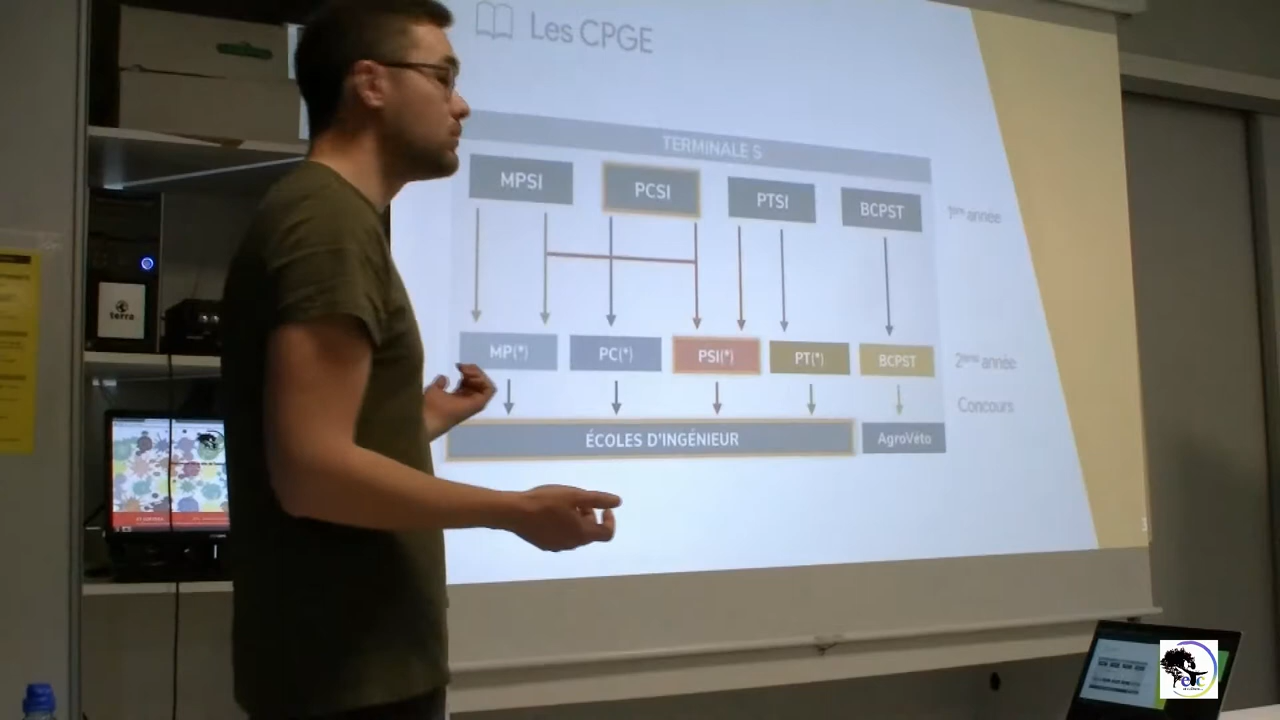 Les CPGE
TERMINALE S
MPSI
PCSI
PTSI
BCPST
1ère année
MP(*)
PC(*)
PSI(*)
PT(*)
BCPST
2ème année
Concours
ÉCOLES D'INGÉNIEUR
AgroVéto
terra